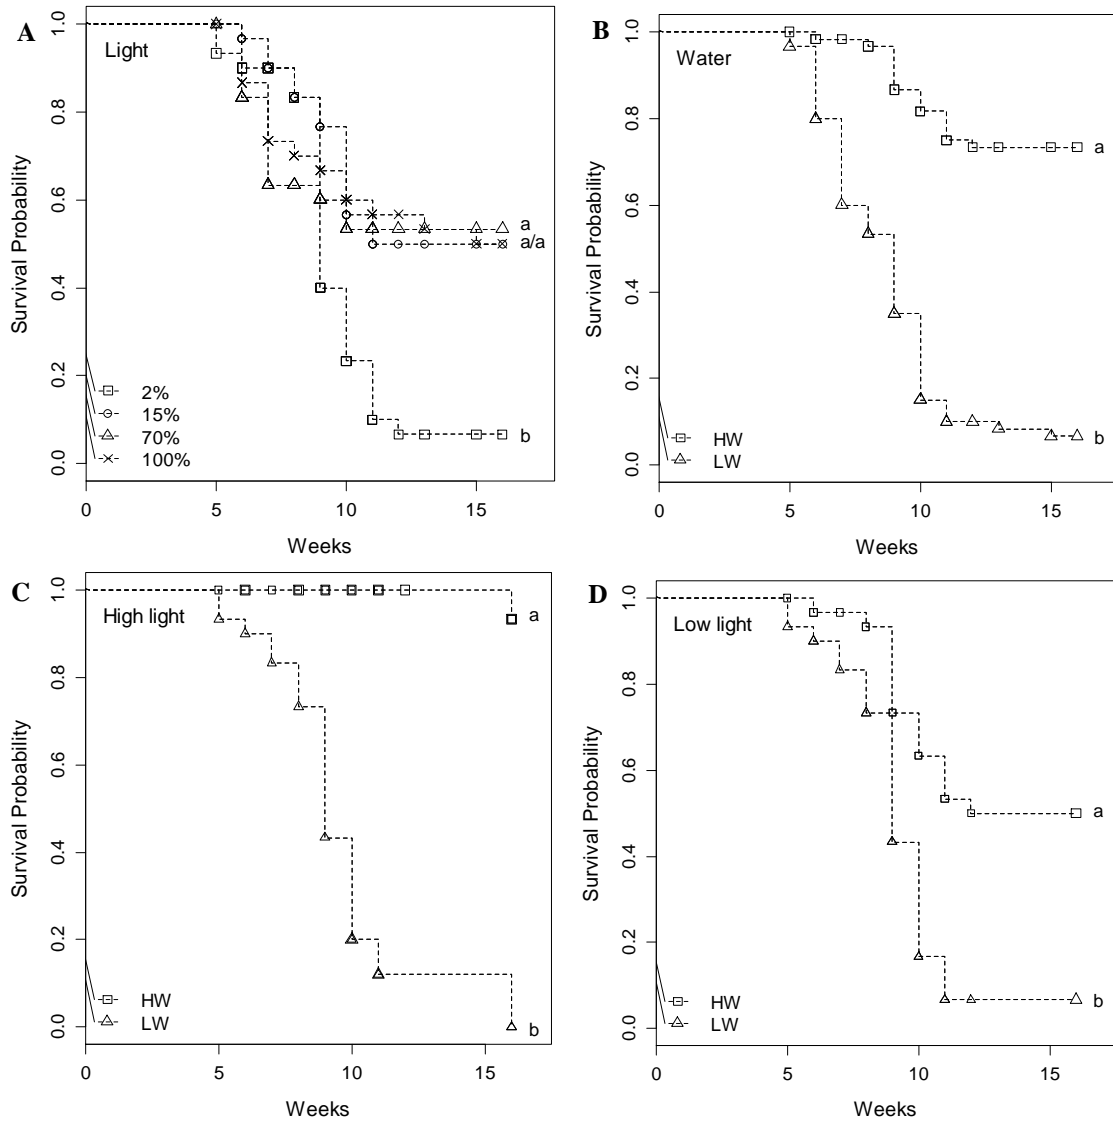 A
Light
1.0
0.8
0.6
0.4
0.2
0.0
Survival Probability
a
a/a
b
2%
15%
70%
100%
0 5 10 15
Weeks
B
Water
1.0
0.8
0.6
0.4
0.2
0.0
Survival Probability
a
b
HW
LW
0 5 10 15
Weeks
C
High light
1.0
0.8
0.6
0.4
0.2
0.0
Survival Probability
a
b
HW
LW
0 5 10 15
Weeks
D
Low light
1.0
0.8
0.6
0.4
0.2
0.0
Survival Probability
a
b
HW
LW
0 5 10 15
Weeks